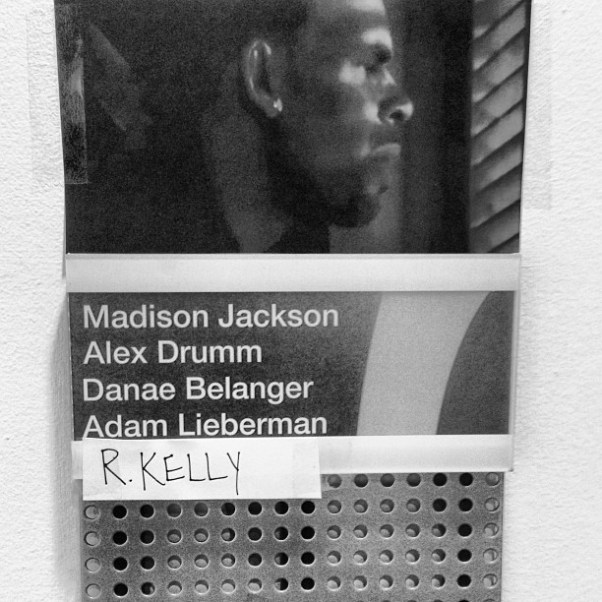 Madison Jackson
Alex Drumm
Danae Belanger
Adam Lieberman
R. KELLY